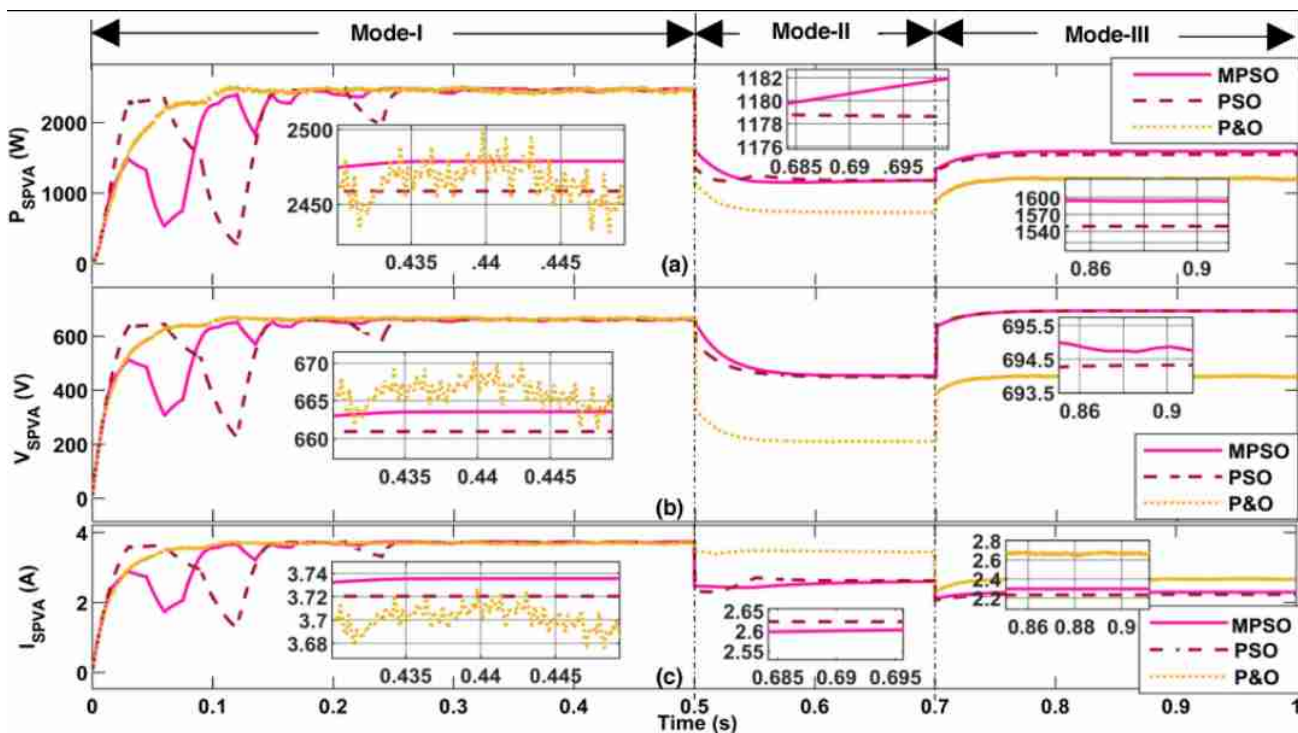 Mode-I Mode-II Mode-III
P_SPVA (W)
2000
1000
0
2500
2450
0.435 .44 .445
(a)
1182
1180
1178
1176
0.685 0.69 .695
MPSO
PSO
P&O
1600
1570
1540
0.86 0.9
V_SPVA (V)
600
400
200
0
670
665
660
0.435 0.44 0.445
(b)
695.5
694.5
693.5
0.86 0.9
MPSO
PSO
P&O
I_SPVA (A)
4
2
0
3.74
3.72
3.7
3.68
0.435 0.44 0.445
(c)
2.65
2.6
2.55
0.685 0.69 0.695
2.8
2.6
2.4
2.2
0.86 0.88 0.9
MPSO
PSO
P&O
0 0.1 0.2 0.3 0.4 0.5 0.6 0.7 0.8 0.9 1
Time (s)